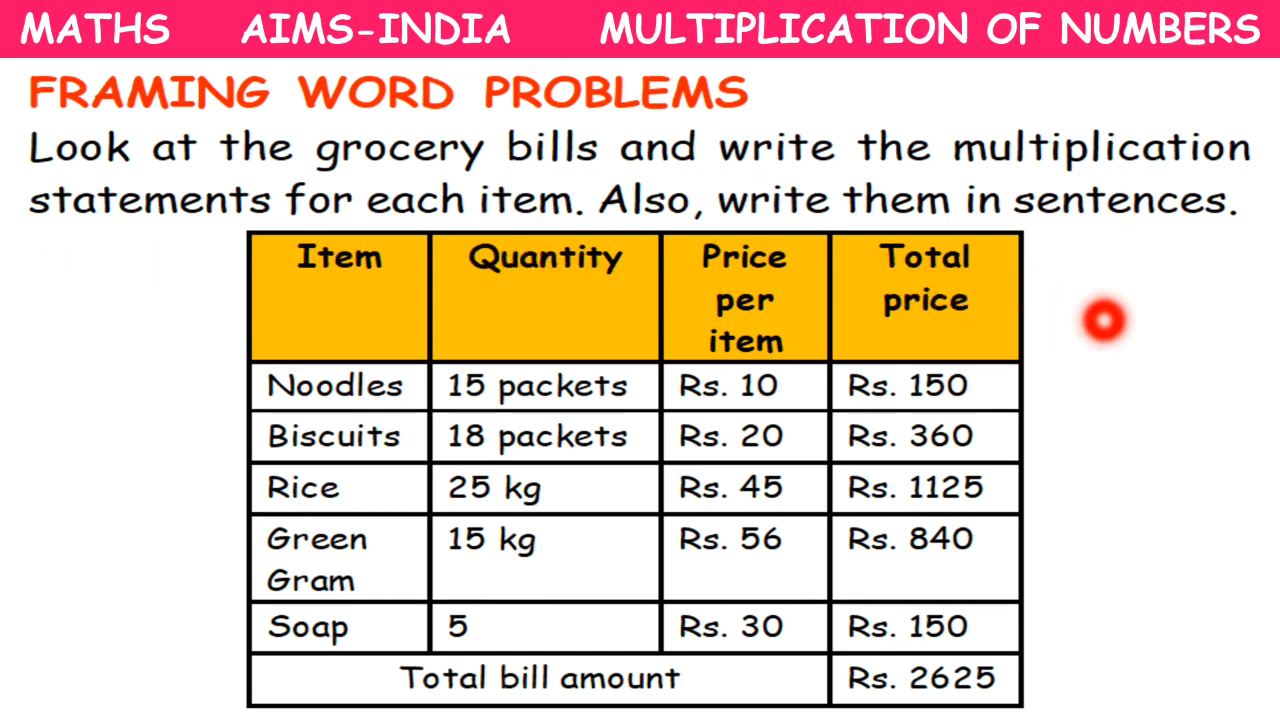 MATHS AIMS-INDIA MULTIPLICATION OF NUMBERS
FRAMING WORD PROBLEMS
Look at the grocery bills and write the multiplication
statements for each item. Also, write them in sentences.
Item Quantity Price per item Total price
Noodles 15 packets Rs. 10 Rs. 150
Biscuits 18 packets Rs. 20 Rs. 360
Rice 25 kg Rs. 45 Rs. 1125
Green Gram 15 kg Rs. 56 Rs. 840
Soap 5 Rs. 30 Rs. 150
Total bill amount Rs. 2625